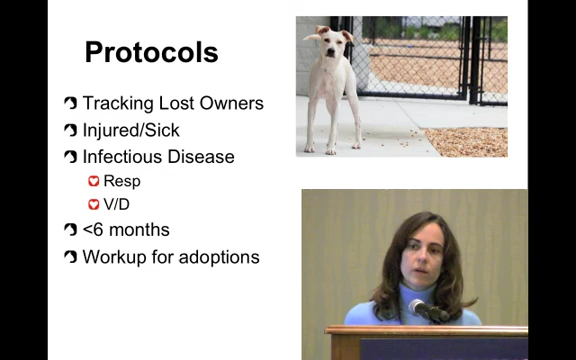 Protocols
Tracking Lost Owners
Injured/Sick
Infectious Disease
Resp
V/D
<6 months
Workup for adoptions